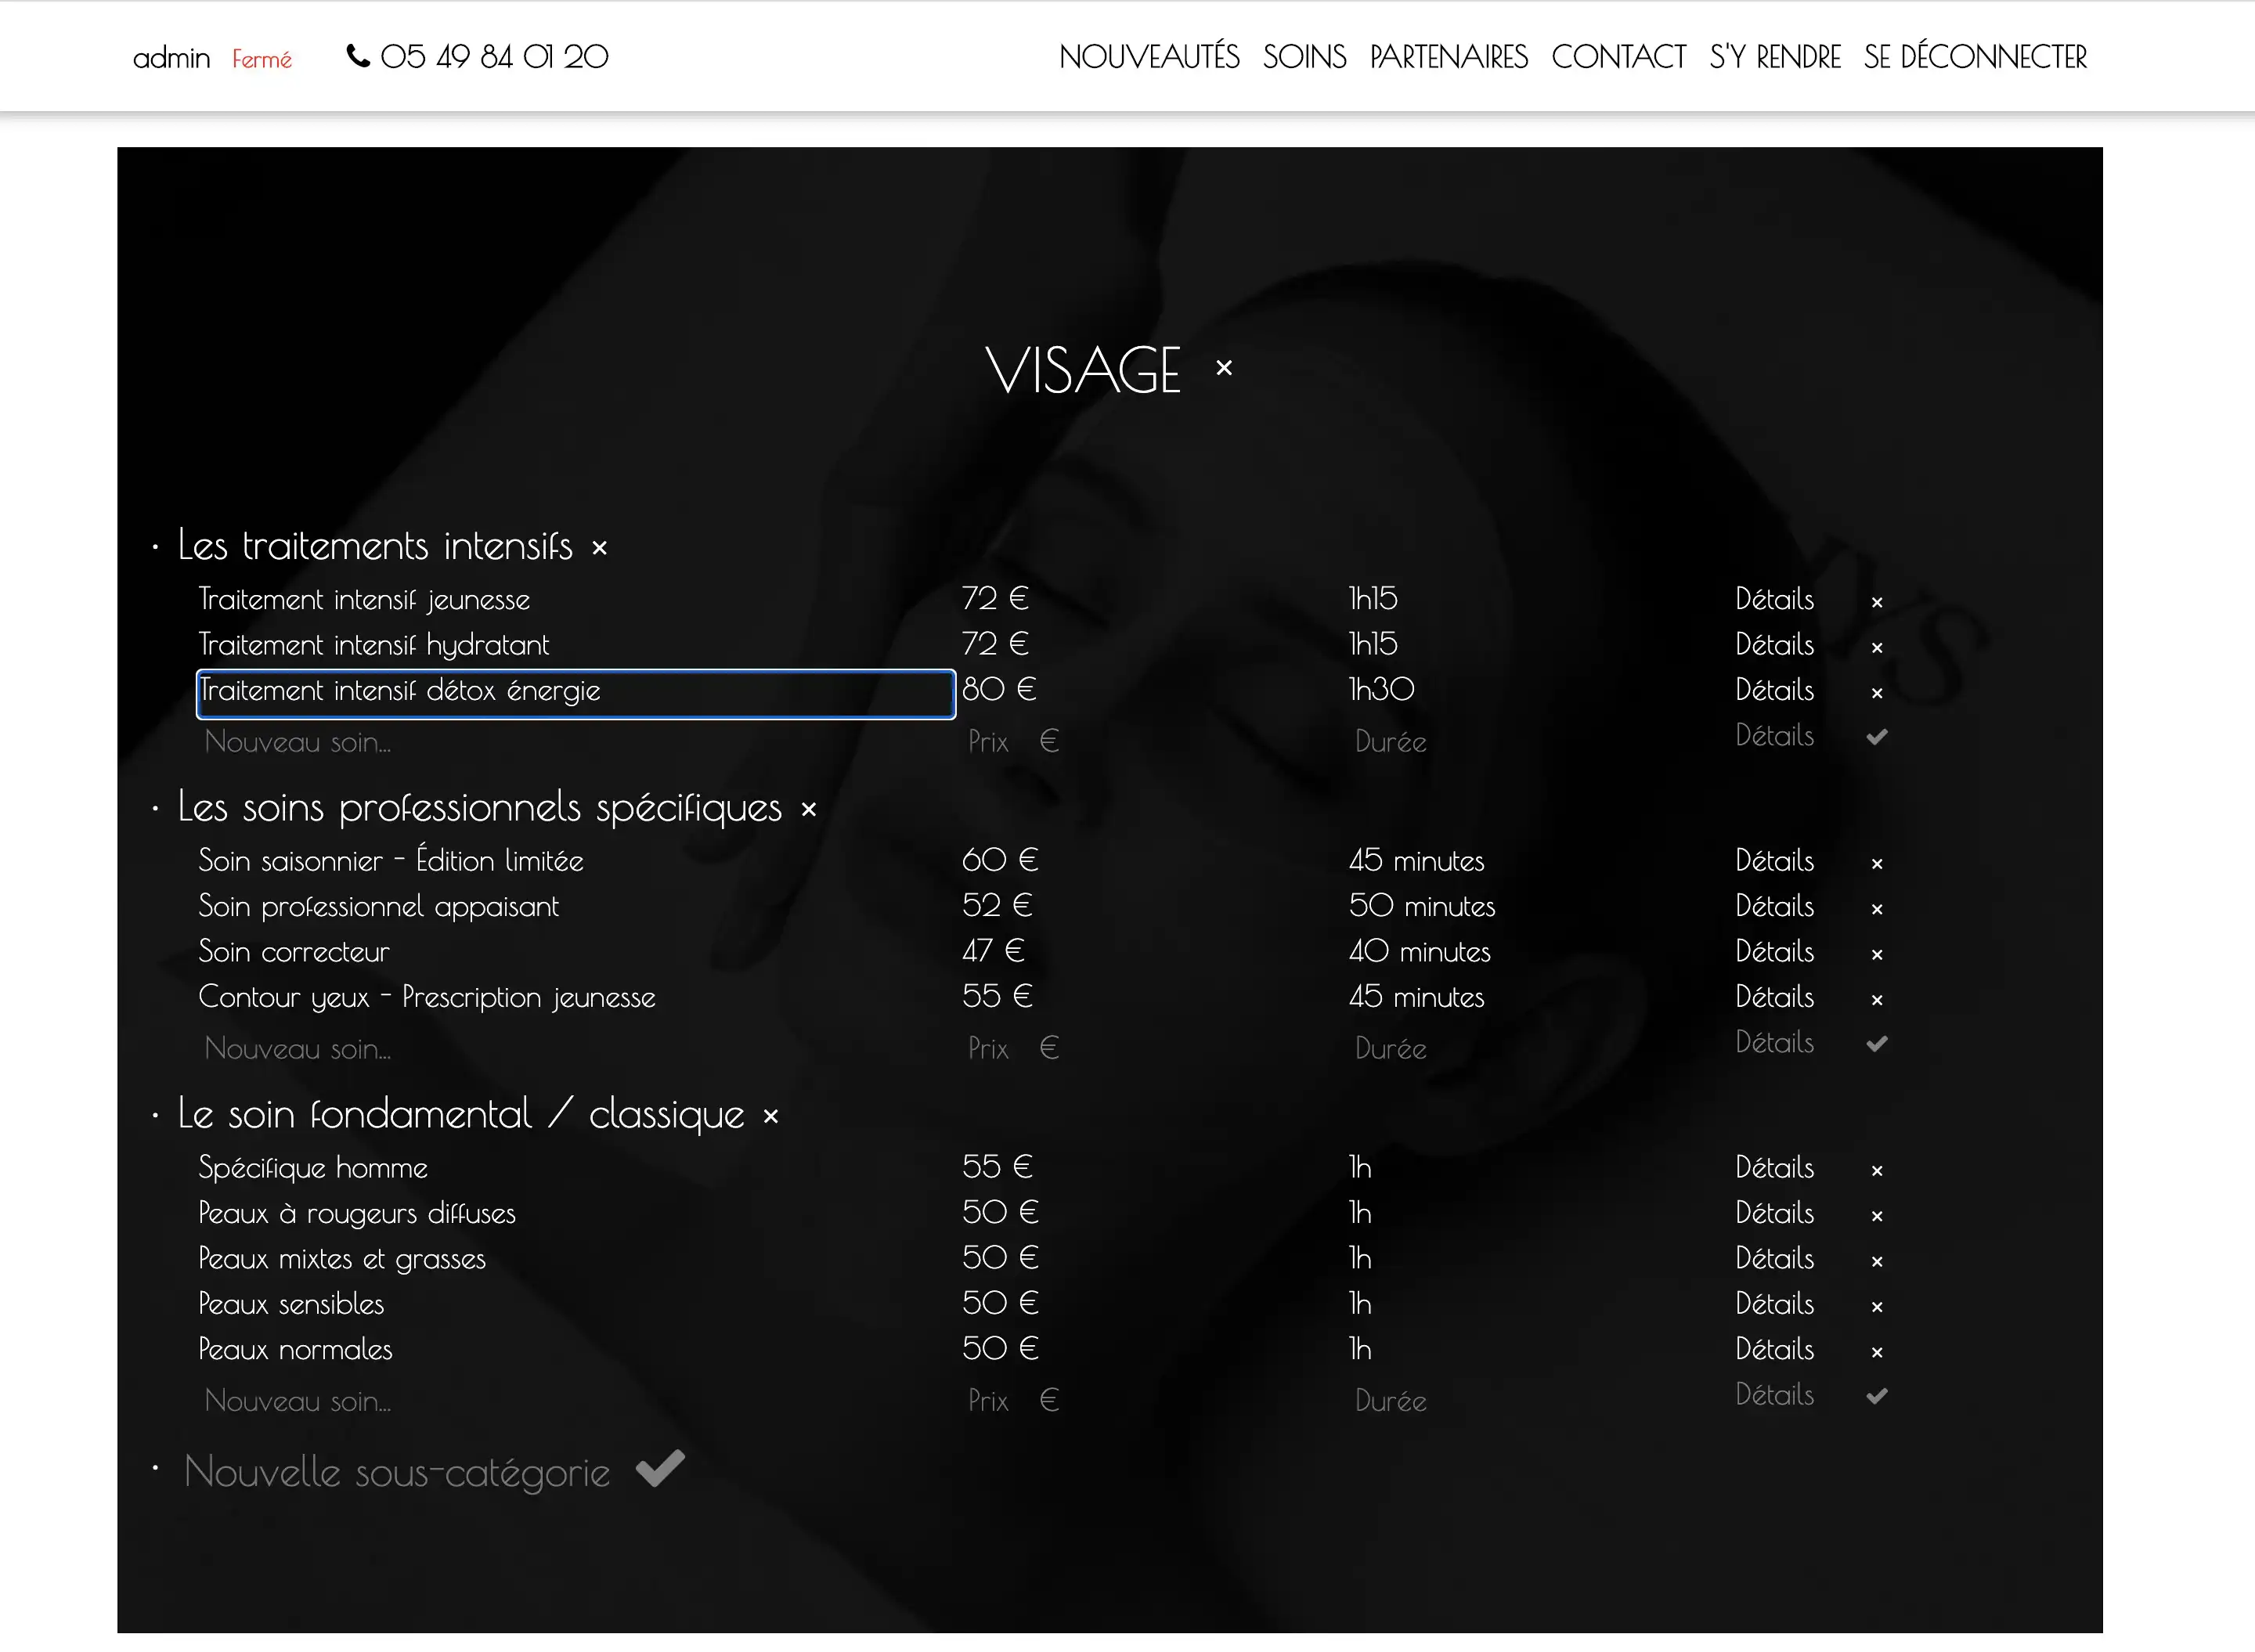 admin Fermé 05 49 84 01 20 NOUVEAUTÉS SOINS PARTENAIRES CONTACT S'Y RENDRE SE DÉCONNECTER
VISAGE ×
· Les traitements intensifs ×
Traitement intensif jeunesse 72 € 1h15 Détails ×
Traitement intensif hydratant 72 € 1h15 Détails ×
Traitement intensif détox énergie 80 € 1h30 Détails ×
Nouveau soin... Prix € Durée Détails ✔
· Les soins professionnels spécifiques ×
Soin saisonnier - Édition limitée 60 € 45 minutes Détails ×
Soin professionnel appaisant 52 € 50 minutes Détails ×
Soin correcteur 47 € 40 minutes Détails ×
Contour yeux - Prescription jeunesse 55 € 45 minutes Détails ×
Nouveau soin... Prix € Durée Détails ✔
· Le soin fondamental / classique ×
Spécifique homme 55 € 1h Détails ×
Peaux à rougeurs diffuses 50 € 1h Détails ×
Peaux mixtes et grasses 50 € 1h Détails ×
Peaux sensibles 50 € 1h Détails ×
Peaux normales 50 € 1h Détails ×
Nouveau soin... Prix € Durée Détails ✔
· Nouvelle sous-catégorie ✔